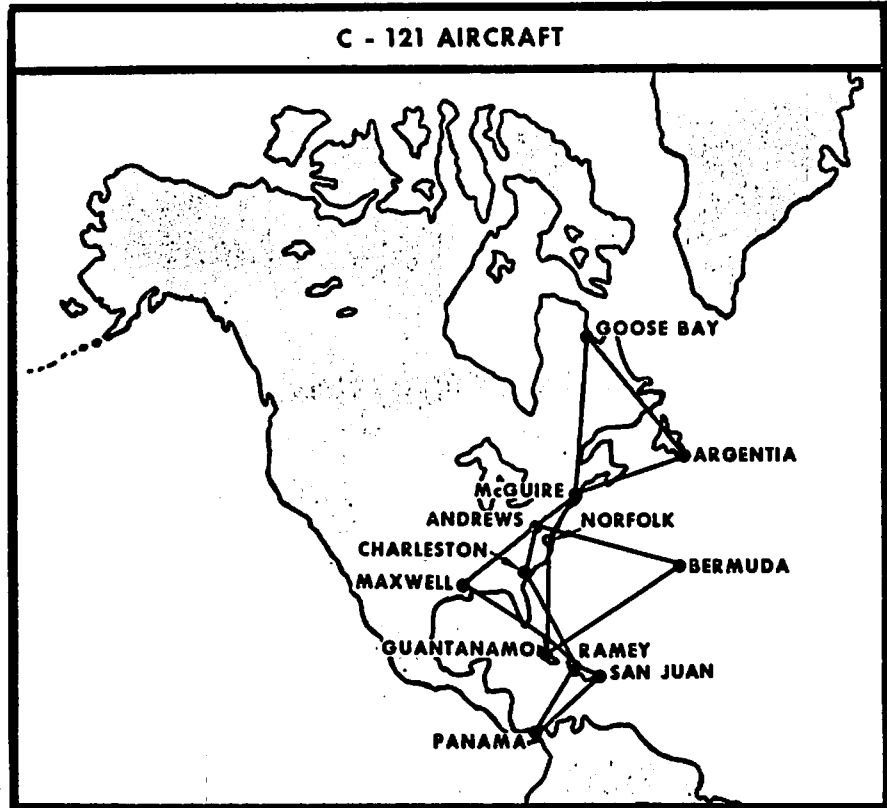 C - 121 AIRCRAFT
GOOSE BAY
ARGENTIA
McGUIRE
ANDREWS
NORFOLK
CHARLESTON
BERMUDA
MAXWELL
GUANTANAMO
RAMEY
SAN JUAN
PANAMA